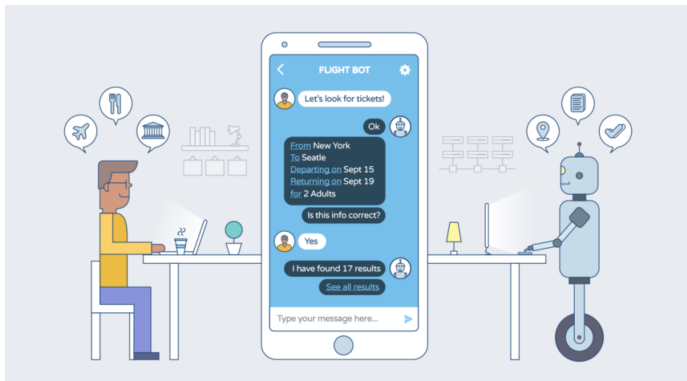 FLIGHT BOT
Let's look for tickets!
Ok
From New York
To Seatle
Departing on Sept 15
Returning on Sept 19
for 2 Adults
Is this info correct?
Yes
I have found 17 results
See all results
Type your message here...